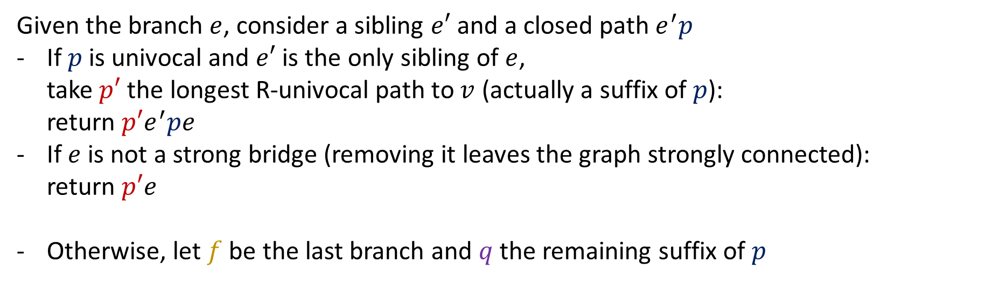 Given the branch e, consider a sibling e′ and a closed path e′p
- If p is univocal and e′ is the only sibling of e,
take p′ the longest R-univocal path to v (actually a suffix of p):
return p′e′pe
- If e is not a strong bridge (removing it leaves the graph strongly connected):
return p′e
- Otherwise, let f be the last branch and q the remaining suffix of p